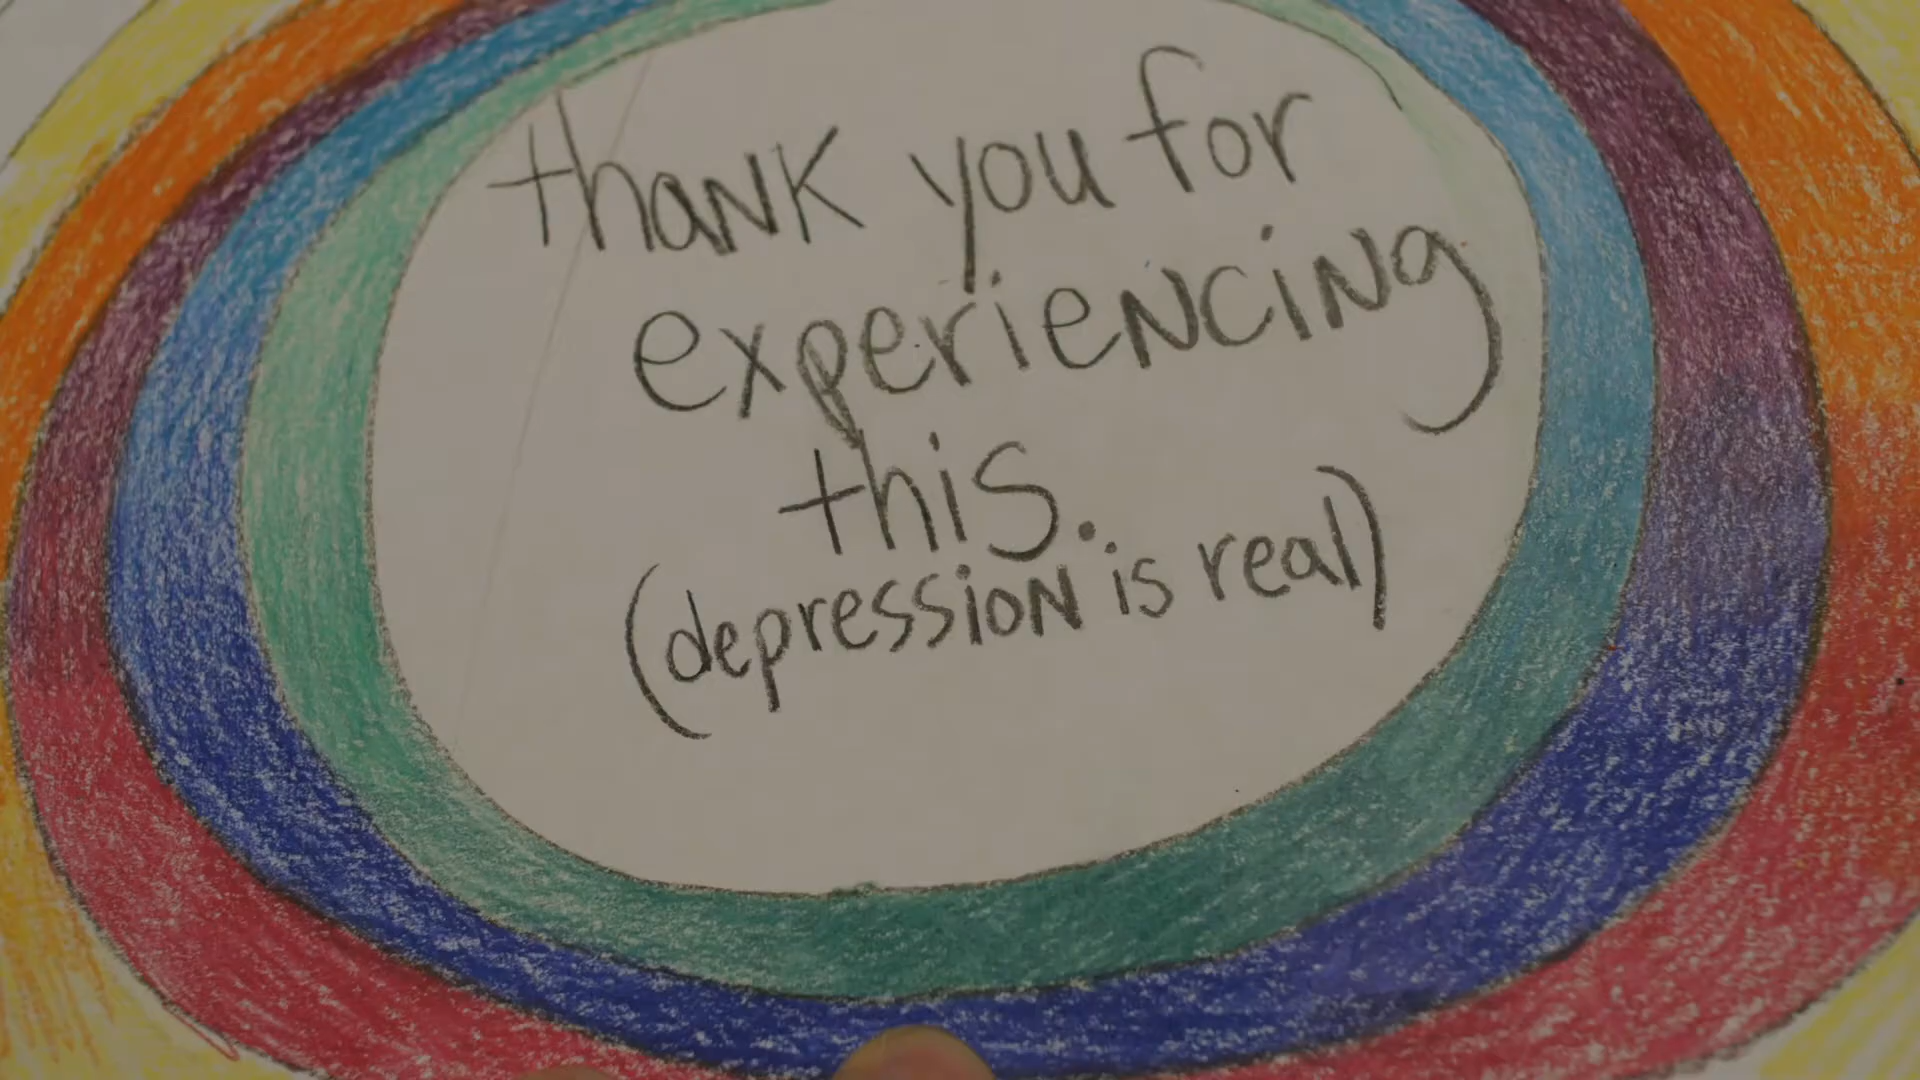 thank you for
experiencing
this.
(depression is real)